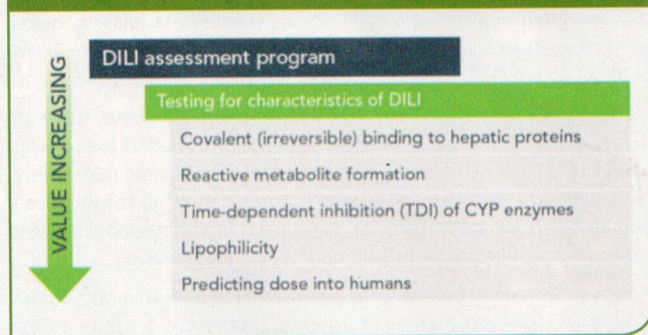 DILI assessment program
VALUE INCREASING
Testing for characteristics of DILI
Covalent (irreversible) binding to hepatic proteins
Reactive metabolite formation
Time-dependent inhibition (TDI) of CYP enzymes
Lipophilicity
Predicting dose into humans